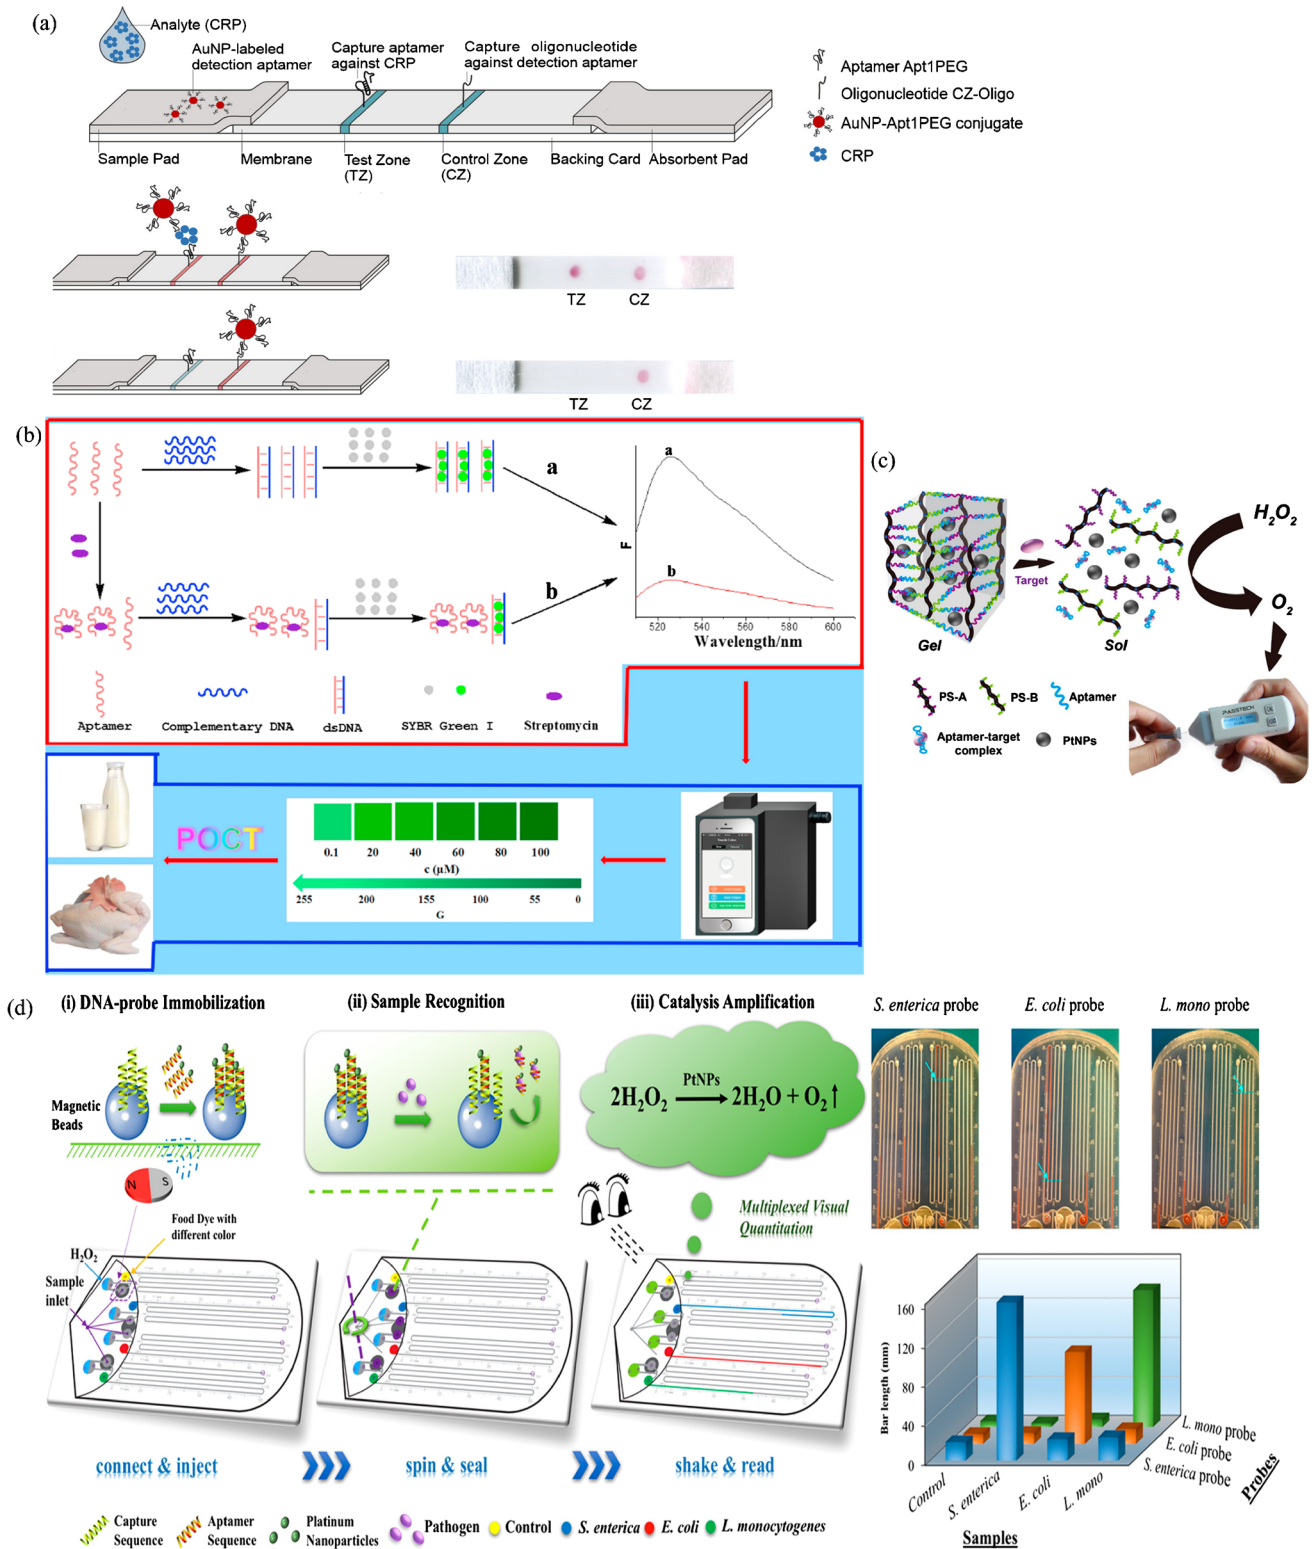 (a)
Analyte (CRP)
AuNP-labeled
detection aptamer
Capture aptamer
against CRP
Capture oligonucleotide
against detection aptamer
Sample Pad
Membrane
Test Zone
(TZ)
Control Zone
(CZ)
Backing Card
Absorbent Pad
Aptamer Apt1PEG
Oligonucleotide CZ-Oligo
AuNP-Apt1PEG conjugate
CRP
TZ CZ
TZ CZ
(b)
a
b
F
a
b
520 540 560 580 600
Wavelength/nm
Aptamer
Complementary DNA
dsDNA
SYBR Green I
Streptomycin
POCT
0.1 20 40 60 80 100
c (μM)
255 200 155 100 55 0
G
(c)
Target
Gel
Sol
H2O2
O2
PS-A
PS-B
Aptamer
Aptamer-target
complex
PtNPs
(d)
(i) DNA-probe Immobilization
(ii) Sample Recognition
(iii) Catalysis Amplification
Magnetic
Beads
N S
PtNPs
2H2O2 → 2H2O + O2↑
Multiplexed Visual
Quantitation
Food Dye with
different color
H2O2
Sample
inlet
connect & inject
spin & seal
shake & read
Capture
Sequence
Aptamer
Sequence
Platinum
Nanoparticles
Pathogen
Control
S. enterica
E. coli
L. monocytogenes
S. enterica probe
E. coli probe
L. mono probe
Bar length (mm)
160
120
80
40
0
Control
S. enterica
E. coli
L. mono
Samples
L. mono probe
E. coli probe
S. enterica probe
Probes